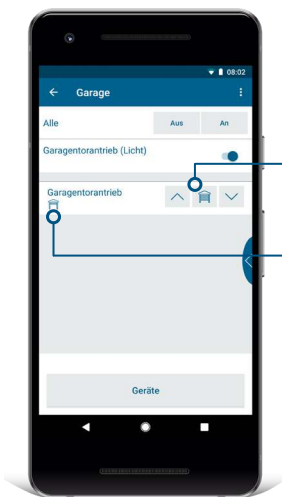 08:02
Garage
Alle
Aus
An
Garagentorantrieb (Licht)
Garagentorantrieb
Geräte